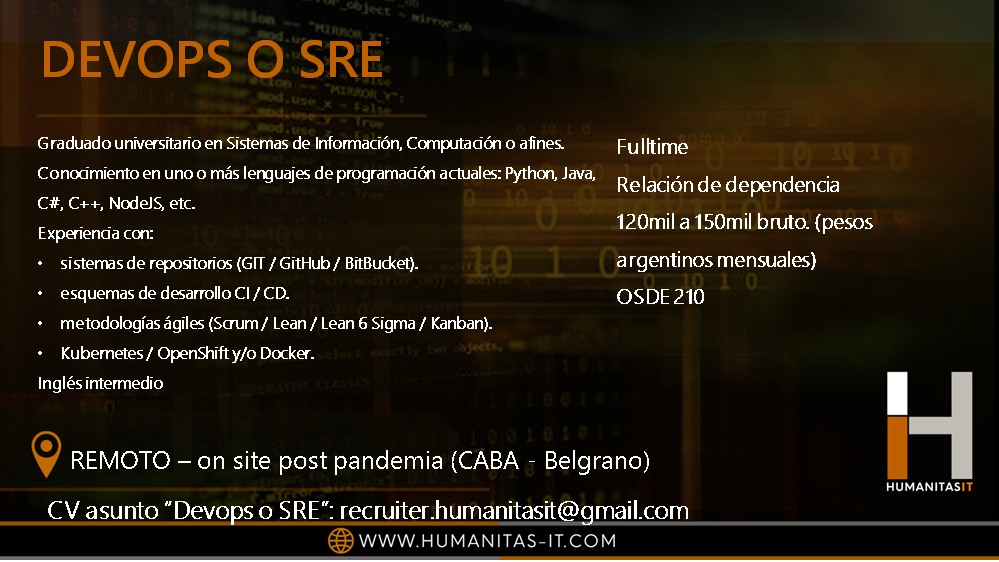 DEVOPS O SRE
Graduado universitario en Sistemas de Información, Computación o afines.
Conocimiento en uno o más lenguajes de programación actuales: Python, Java,
C#, C++, NodeJS, etc.
Experiencia con:
• sistemas de repositorios (GIT / GitHub / BitBucket).
• esquemas de desarrollo CI / CD.
• metodologías ágiles (Scrum / Lean / Lean 6 Sigma / Kanban).
• Kubernetes / OpenShift y/o Docker.
Inglés intermedio
Fulltime
Relación de dependencia
120mil a 150mil bruto. (pesos
argentinos mensuales)
OSDE 210
HUMANITASIT
REMOTO – on site post pandemia (CABA - Belgrano)
CV asunto “Devops o SRE”: recruiter.humanitasit@gmail.com
WWW.HUMANITAS-IT.COM